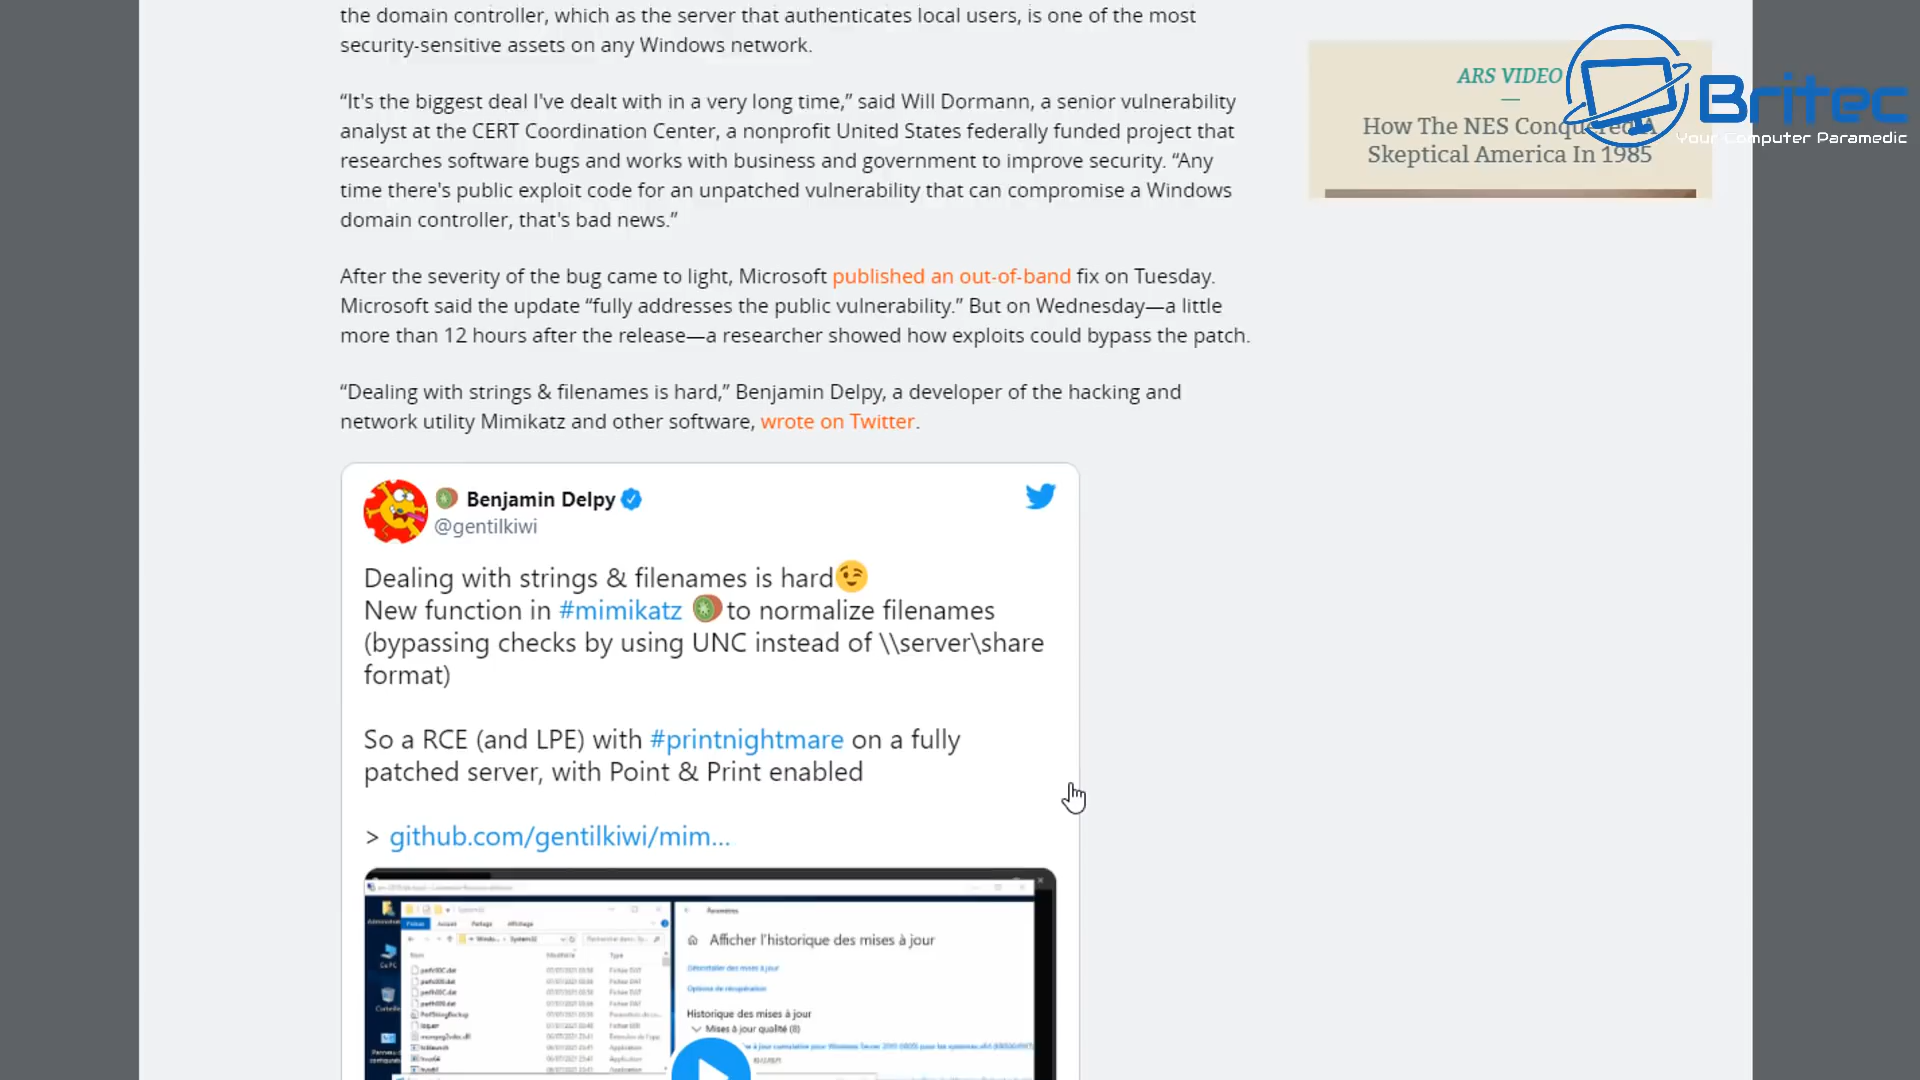 the domain controller, which as the server that authenticates local users, is one of the most
security-sensitive assets on any Windows network.
“It's the biggest deal I've dealt with in a very long time,” said Will Dormann, a senior vulnerability
analyst at the CERT Coordination Center, a nonprofit United States federally funded project that
researches software bugs and works with business and government to improve security. “Any
time there's public exploit code for an unpatched vulnerability that can compromise a Windows
domain controller, that's bad news.”
After the severity of the bug came to light, Microsoft published an out-of-band fix on Tuesday.
Microsoft said the update “fully addresses the public vulnerability.” But on Wednesday—a little
more than 12 hours after the release—a researcher showed how exploits could bypass the patch.
“Dealing with strings & filenames is hard,” Benjamin Delpy, a developer of the hacking and
network utility Mimikatz and other software, wrote on Twitter.
Benjamin Delpy
@gentilkiwi
Dealing with strings & filenames is hard😉
New function in #mimikatz 🥝to normalize filenames
(bypassing checks by using UNC instead of \\server\share
format)
So a RCE (and LPE) with #printnightmare on a fully
patched server, with Point & Print enabled
> github.com/gentilkiwi/mim...
Paramètres
Afficher l'historique des mises à jour
Désinstaller des mises à jour
Options de récupération
Historique des mises à jour
Mises à jour qualité (8)
Nom
Type
ARS VIDEO
How The NES Conquered A
Skeptical America In 1985
Britec
Your Computer Paramedic